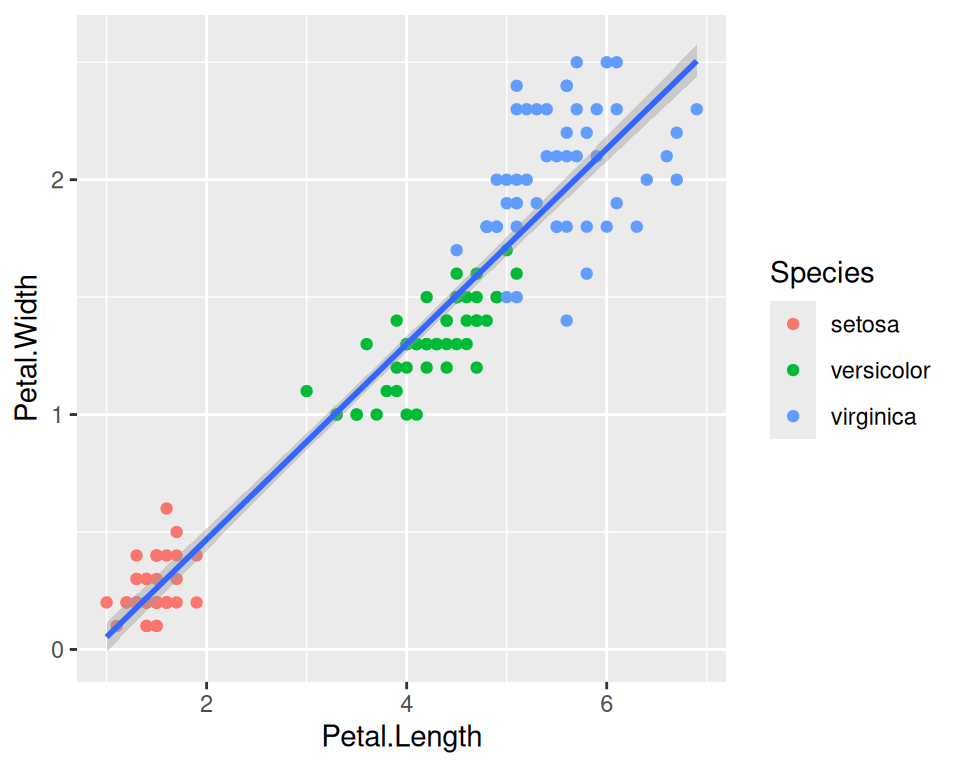 2
1
0
Petal.Width
2
4
6
Petal.Length
Species
setosa
versicolor
virginica